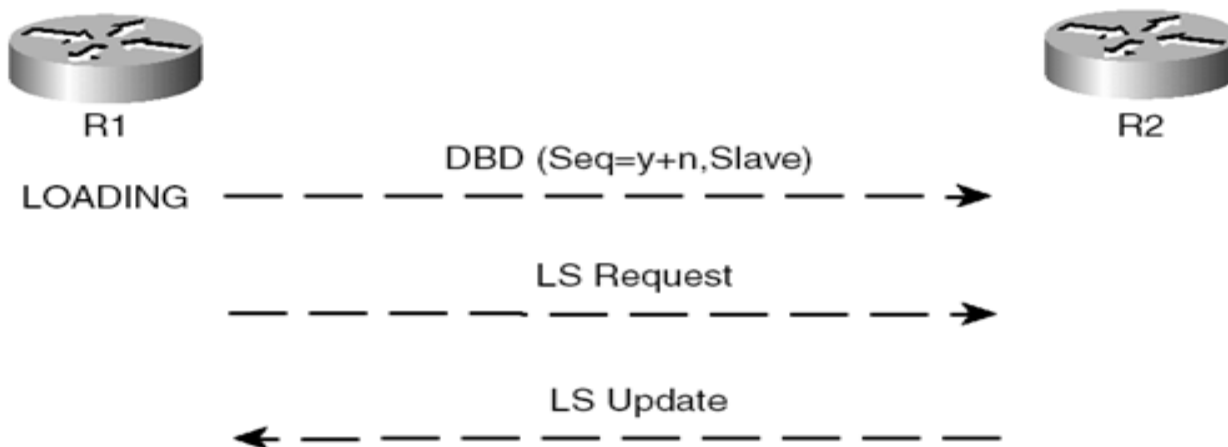 R1
R2
DBD (Seq=y+n,Slave)
LOADING
LS Request
LS Update